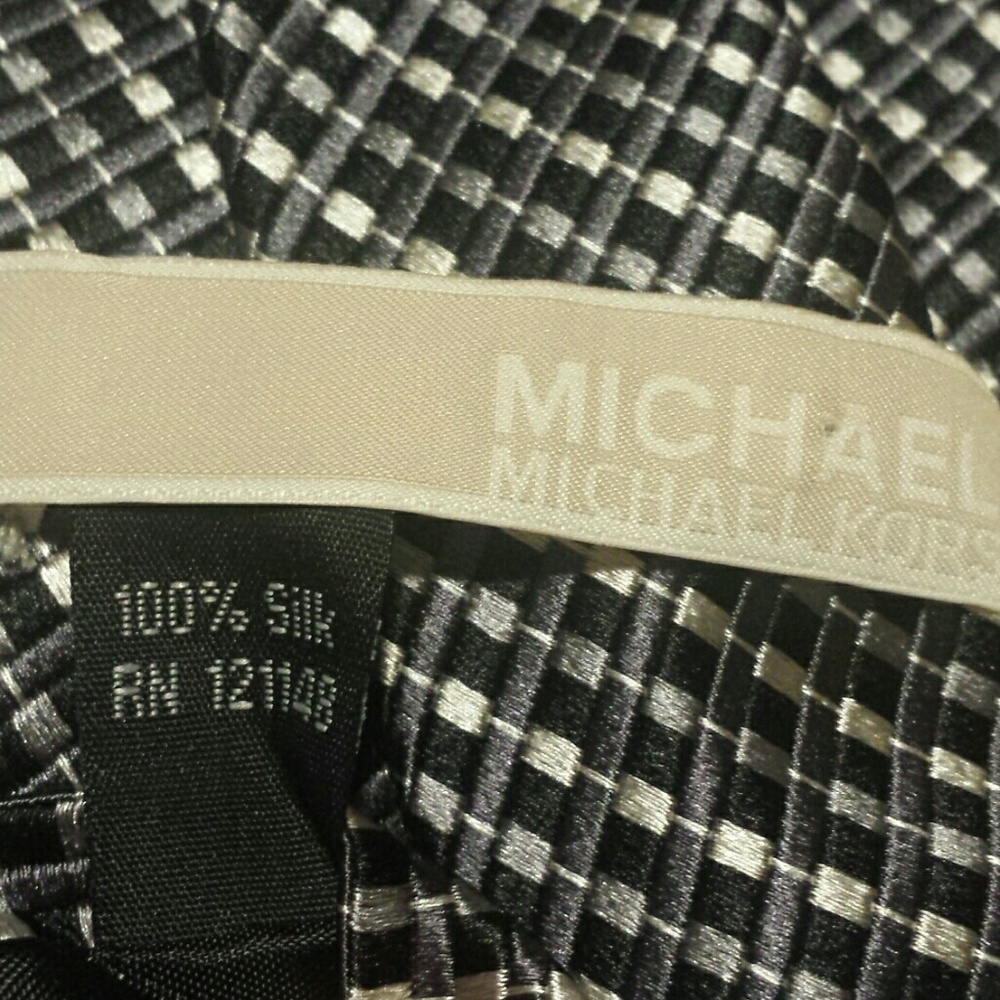 MICHAEL
MICHAEL KORS
100% Silk
RN 121148